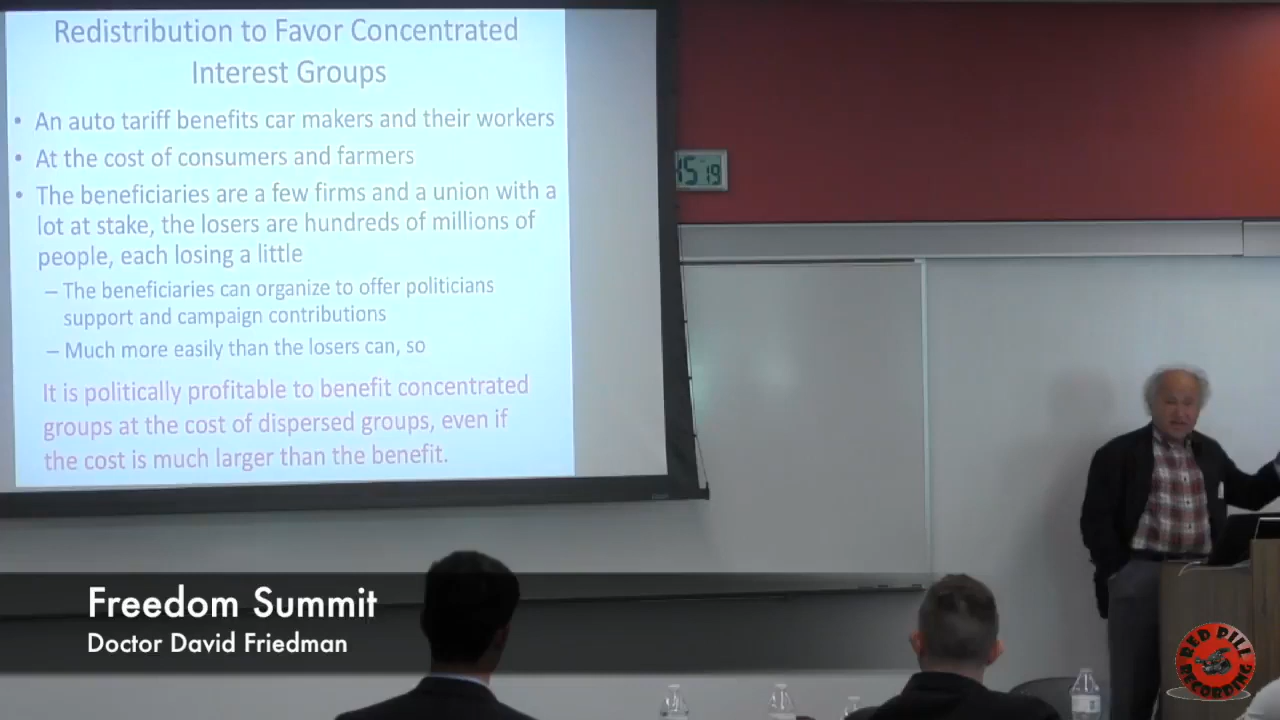 Redistribution to Favor Concentrated
Interest Groups
• An auto tariff benefits car makers and their workers
• At the cost of consumers and farmers
• The beneficiaries are a few firms and a union with a
lot at stake, the losers are hundreds of millions of
people, each losing a little
– The beneficiaries can organize to offer politicians
support and campaign contributions
– Much more easily than the losers can, so
It is politically profitable to benefit concentrated
groups at the cost of dispersed groups, even if
the cost is much larger than the benefit.
Freedom Summit
Doctor David Friedman
RED PILL
RECORDING